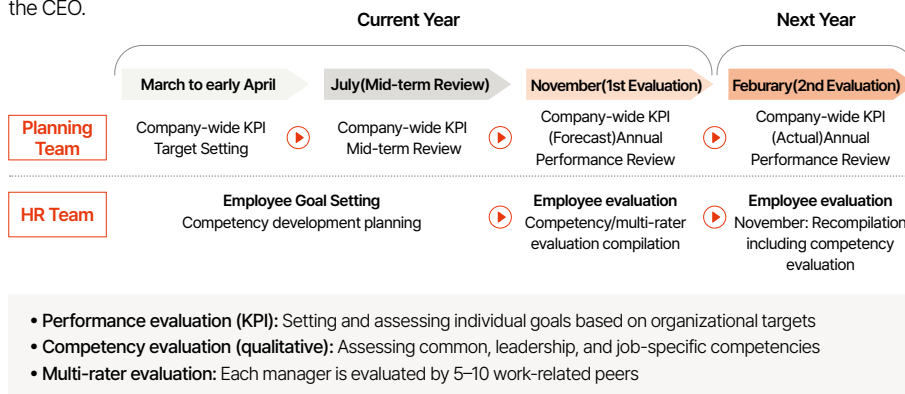 the CEO.
Current Year
Next Year
March to early April
July(Mid-term Review)
November(1st Evaluation)
Feburary(2nd Evaluation)
Planning
Team
Company-wide KPI
Target Setting
Company-wide KPI
Mid-term Review
Company-wide KPI
(Forecast)Annual
Performance Review
Company-wide KPI
(Actual)Annual
Performance Review
HR Team
Employee Goal Setting
Competency development planning
Employee evaluation
Competency/multi-rater
evaluation compilation
Employee evaluation
November: Recompilation
including competency
evaluation
• Performance evaluation (KPI): Setting and assessing individual goals based on organizational targets
• Competency evaluation (qualitative): Assessing common, leadership, and job-specific competencies
• Multi-rater evaluation: Each manager is evaluated by 5–10 work-related peers